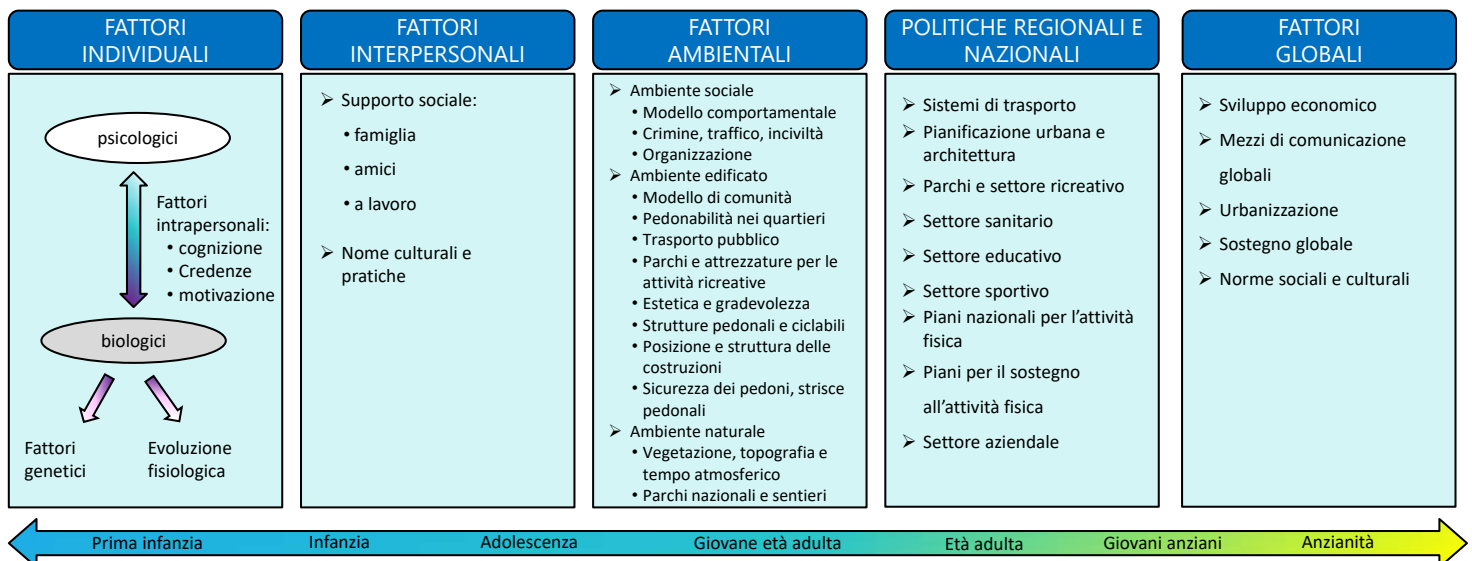 FATTORI
INDIVIDUALI
psicologici
Fattori
intrapersonali:
• cognizione
• Credenze
• motivazione
biologici
Fattori
genetici
Evoluzione
fisiologica
FATTORI
INTERPERSONALI
➢ Supporto sociale:
• famiglia
• amici
• a lavoro
➢ Nome culturali e
pratiche
FATTORI
AMBIENTALI
➢ Ambiente sociale
• Modello comportamentale
• Crimine, traffico, inciviltà
• Organizzazione
➢ Ambiente edificato
• Modello di comunità
• Pedonabilità nei quartieri
• Trasporto pubblico
• Parchi e attrezzature per le
attività ricreative
• Estetica e gradevolezza
• Strutture pedonali e ciclabili
• Posizione e struttura delle
costruzioni
• Sicurezza dei pedoni, strisce
pedonali
➢ Ambiente naturale
• Vegetazione, topografia e
tempo atmosferico
• Parchi nazionali e sentieri
POLITICHE REGIONALI E
NAZIONALI
➢ Sistemi di trasporto
➢ Pianificazione urbana e
architettura
➢ Parchi e settore ricreativo
➢ Settore sanitario
➢ Settore educativo
➢ Settore sportivo
➢ Piani nazionali per l’attività
fisica
➢ Piani per il sostegno
all’attività fisica
➢ Settore aziendale
FATTORI
GLOBALI
➢ Sviluppo economico
➢ Mezzi di comunicazione
globali
➢ Urbanizzazione
➢ Sostegno globale
➢ Norme sociali e culturali
Prima infanzia Infanzia Adolescenza Giovane età adulta Età adulta Giovani anziani Anzianità